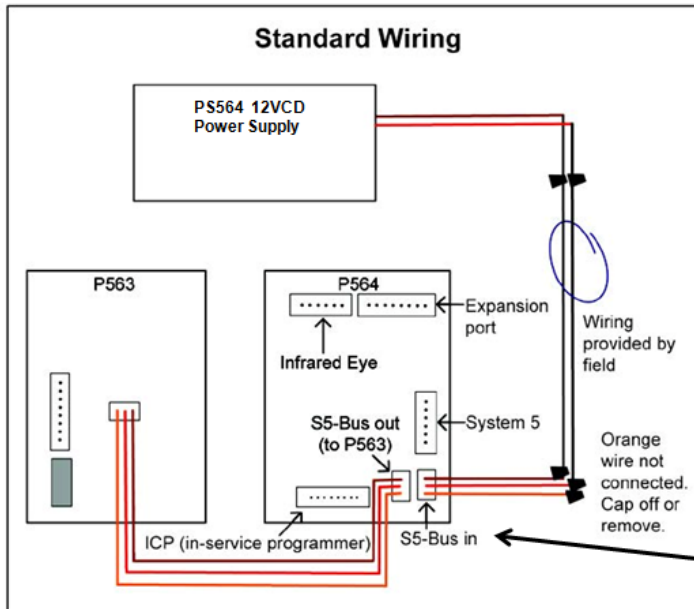 Standard Wiring
PS564 12VCD
Power Supply
P563
P564
Expansion
port
Infrared Eye
Wiring
provided by
field
S5-Bus out
(to P563)
System 5
Orange
wire not
connected.
Cap off or
remove.
ICP (in-service programmer)
S5-Bus in